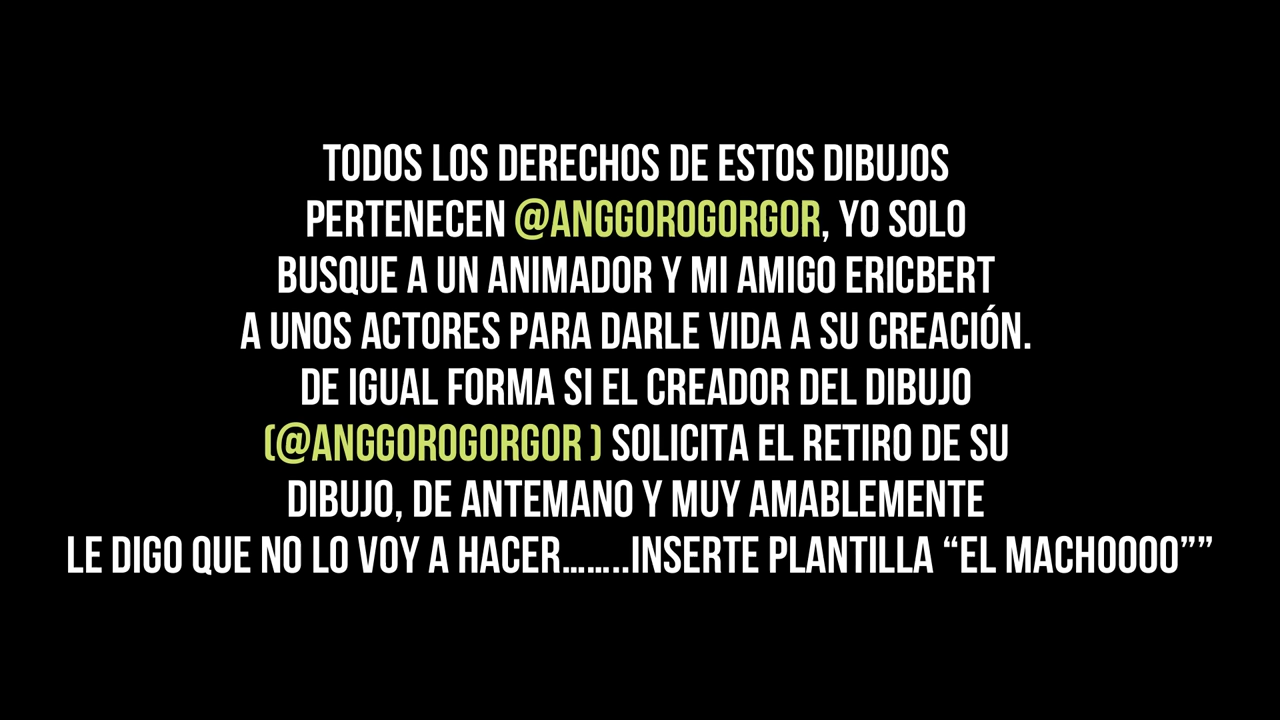 TODOS LOS DERECHOS DE ESTOS DIBUJOS
PERTENECEN @ANGGOROGORGOR, YO SOLO
BUSQUE A UN ANIMADOR Y MI AMIGO ERICBERT
A UNOS ACTORES PARA DARLE VIDA A SU CREACIÓN.
DE IGUAL FORMA SI EL CREADOR DEL DIBUJO
(@ANGGOROGORGOR ) SOLICITA EL RETIRO DE SU
DIBUJO, DE ANTEMANO Y MUY AMABLEMENTE
LE DIGO QUE NO LO VOY A HACER........INSERTE PLANTILLA “EL MACHOOOO””